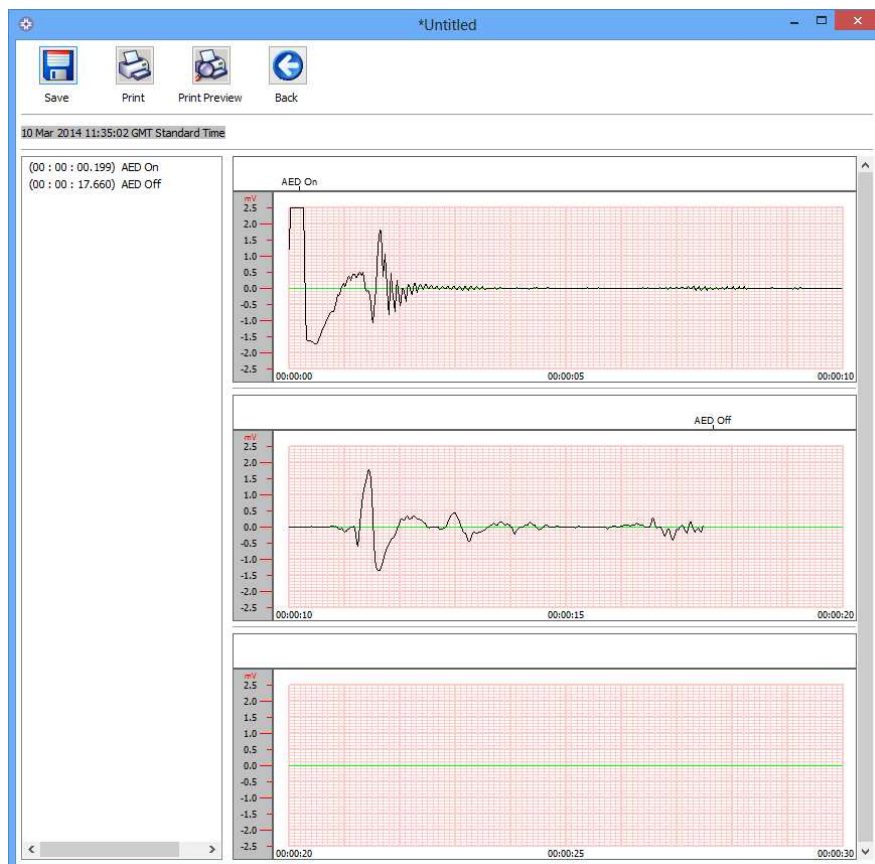 *Untitled
Save Print Print Preview Back
10 Mar 2014 11:35:02 GMT Standard Time
(00 : 00 : 00.199) AED On
(00 : 00 : 17.660) AED Off
AED On
mV
2.5
2.0
1.5
1.0
0.5
0.0
-0.5
-1.0
-1.5
-2.0
-2.5
00:00:00 00:00:05 00:00:10
AED Off
mV
2.5
2.0
1.5
1.0
0.5
0.0
-0.5
-1.0
-1.5
-2.0
-2.5
00:00:10 00:00:15 00:00:20
mV
2.5
2.0
1.5
1.0
0.5
0.0
-0.5
-1.0
-1.5
-2.0
-2.5
00:00:20 00:00:25 00:00:30